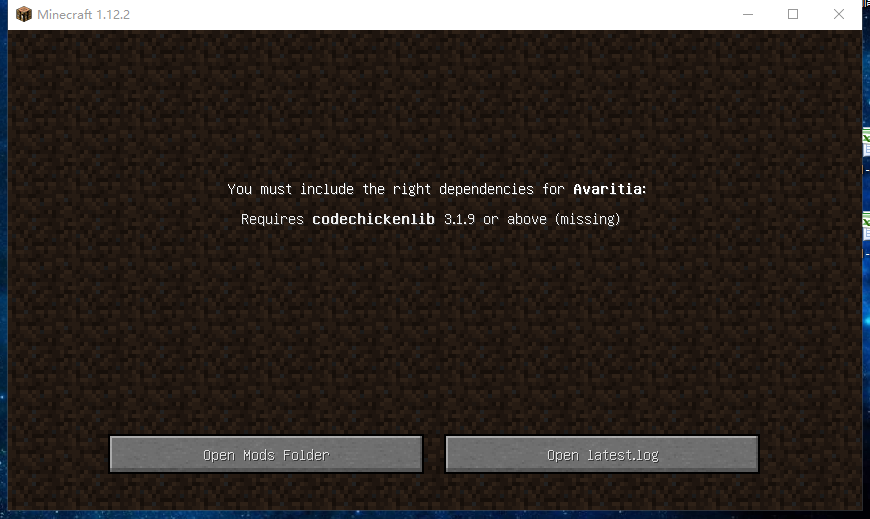 Minecraft 1.12.2
You must include the right dependencies for Avaritia:
Requires codechickenlib 3.1.9 or above (missing)
Open Mods Folder
Open latest.log